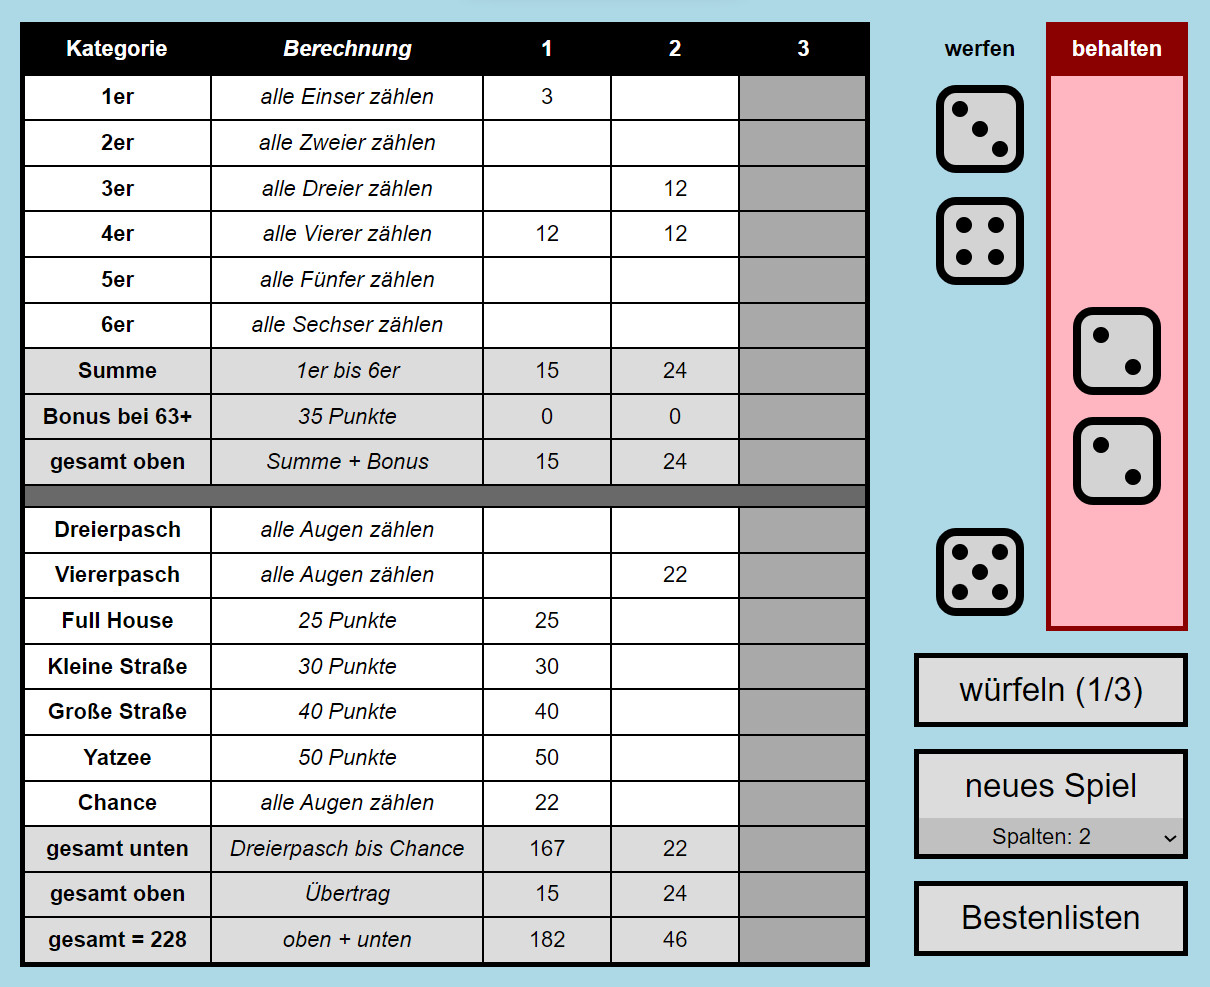 Kategorie Berechnung 1 2 3
1er alle Einser zählen 3
2er alle Zweier zählen
3er alle Dreier zählen 12
4er alle Vierer zählen 12 12
5er alle Fünfer zählen
6er alle Sechser zählen
Summe 1er bis 6er 15 24
Bonus bei 63+ 35 Punkte 0 0
gesamt oben Summe + Bonus 15 24
Dreierpasch alle Augen zählen
Viererpasch alle Augen zählen 22
Full House 25 Punkte 25
Kleine Straße 30 Punkte 30
Große Straße 40 Punkte 40
Yatzee 50 Punkte 50
Chance alle Augen zählen 22
gesamt unten Dreierpasch bis Chance 167 22
gesamt oben Übertrag 15 24
gesamt = 228 oben + unten 182 46
werfen behalten
würfeln (1/3)
neues Spiel
Spalten: 2
Bestenlisten